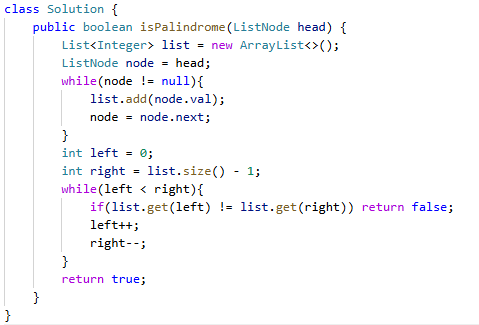 class Solution {
    public boolean isPalindrome(ListNode head) {
        List<Integer> list = new ArrayList<>();
        ListNode node = head;
        while(node != null){
            list.add(node.val);
            node = node.next;
        }
        int left = 0;
        int right = list.size() - 1;
        while(left < right){
            if(list.get(left) != list.get(right)) return false;
            left++;
            right--;
        }
        return true;
    }
}